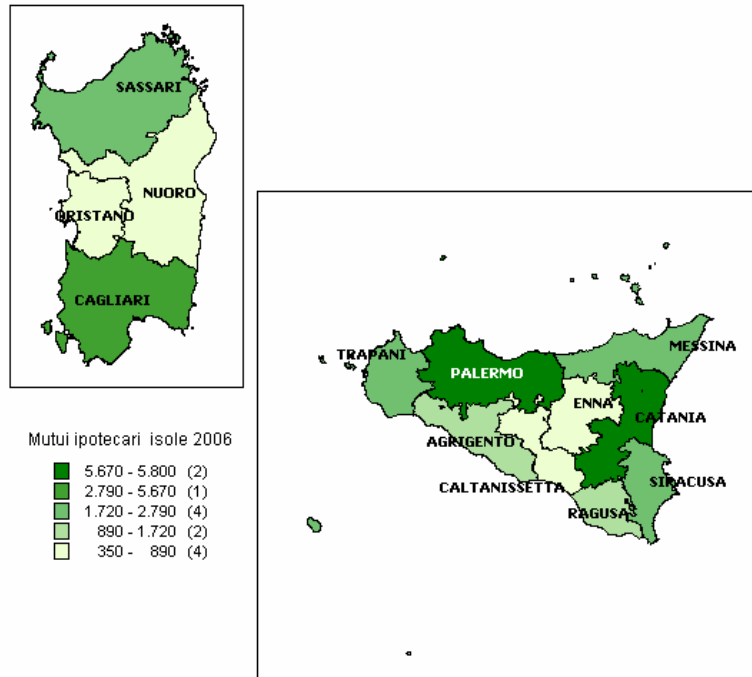 SASSARI
NUORO
ORISTANO
CAGLIARI
Mutui ipotecari isole 2006
5.670 - 5.800 (2)
2.790 - 5.670 (1)
1.720 - 2.790 (4)
890 - 1.720 (2)
350 - 890 (4)
MESSINA
TRAPANI
PALERMO
ENNA
CATANIA
AGRIGENTO
SIRACUSA
CALTANISSETTA
RAGUSA